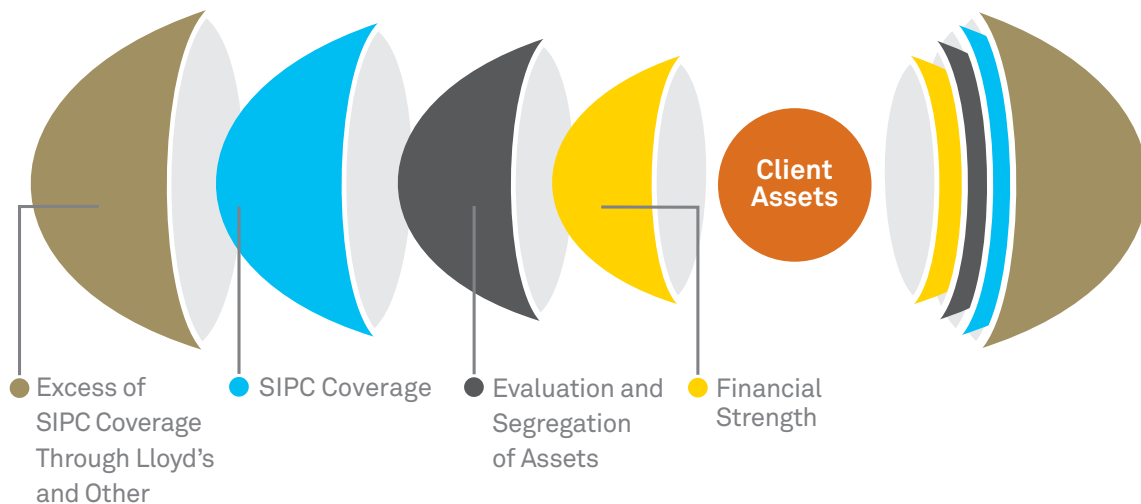 Client
Assets
Excess of
SIPC Coverage
Through Lloyd's
and Other
SIPC Coverage
Evaluation and
Segregation
of Assets
Financial
Strength